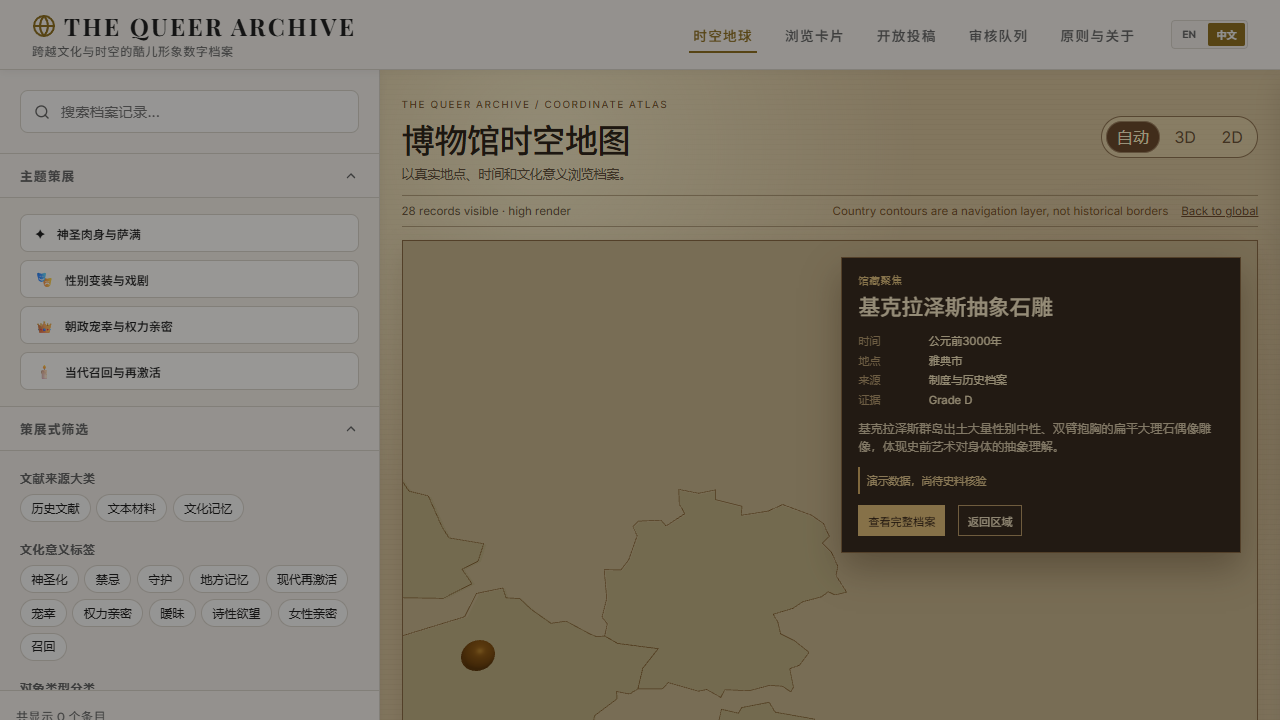 THE QUEER ARCHIVE
跨越文化与时空的酷儿形象数字档案
时空地球
浏览卡片
开放投稿
审核队列
原则与关于
EN
中文
搜索档案记录...
主题策展
✦ 神圣肉身与萨满
🎭 性别变装与戏剧
👑 朝政宠幸与权力亲密
🕯️ 当代召回与再激活
策展式筛选
文献来源大类
历史文献 文本材料 文化记忆
文化意义标签
神圣化 禁忌 守护 地方记忆 现代再激活
宠幸 权力亲密 暧昧 诗性欲望 女性亲密
召回
对象类型分类
共显示 0 个条目
THE QUEER ARCHIVE / COORDINATE ATLAS
博物馆时空地图
以真实地点、时间和文化意义浏览档案。
自动 3D 2D
28 records visible · high render
Country contours are a navigation layer, not historical borders Back to global
馆藏聚焦
基克拉泽斯抽象石雕
时间 公元前3000年
地点 雅典市
来源 制度与历史档案
证据 Grade D
基克拉泽斯群岛出土大量性别中性、双臂抱胸的扁平大理石偶像雕
像，体现史前艺术对身体的抽象理解。
演示数据，尚待史料核验
查看完整档案 返回区域